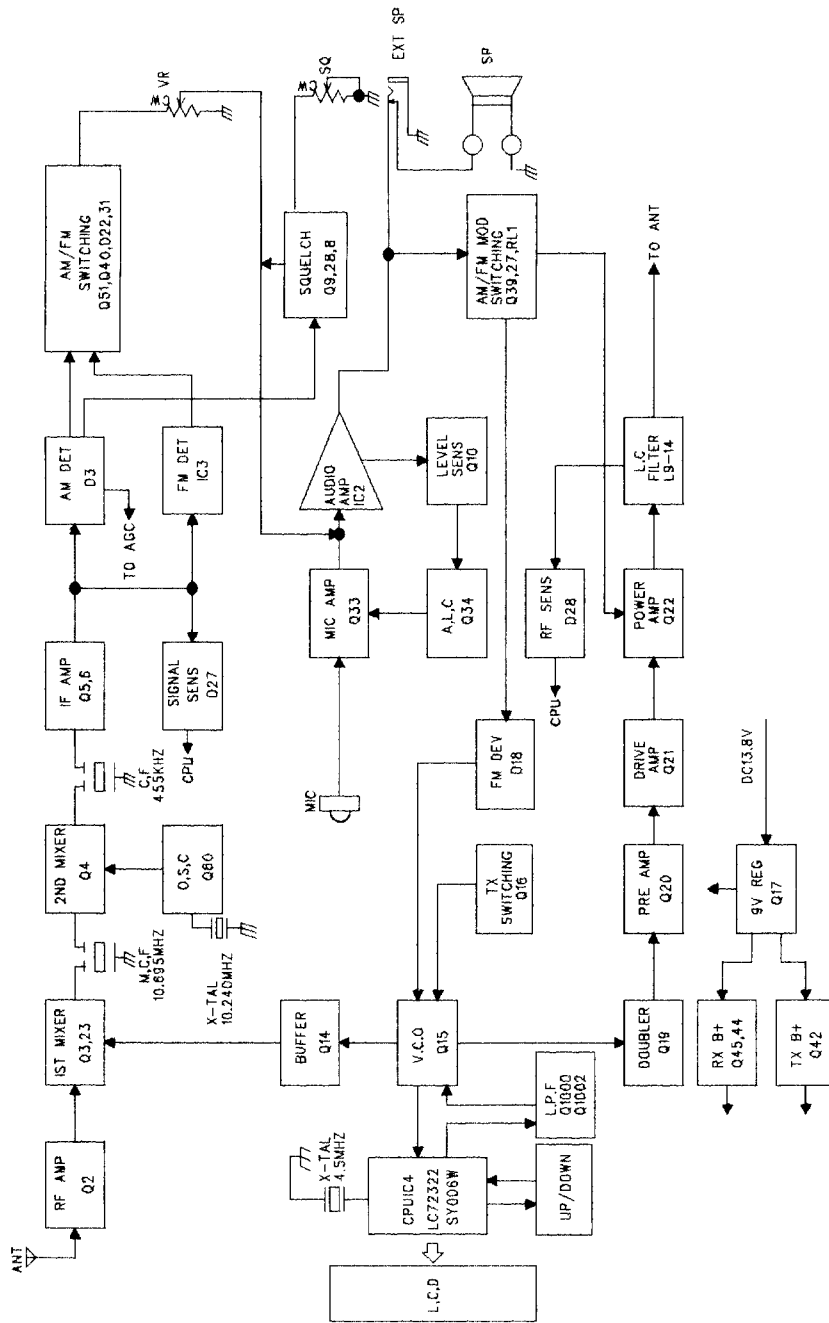 ANT
RF AMP
Q2
IST MIXER
Q3,23
M,C,F
10.695MHZ
2ND MIXER
Q4
C,F
455KHZ
IF AMP
Q5,6
AM DET
D3
AM/FM
SWITCHING
Q51,Q40,D22,31
CW
VR
X-TAL
10.240MHZ
O,S,C
Q80
CPU
SIGNAL
SENS
D27
TO AGC
FM DET
IC3
SQUELCH
Q9,28,8
CW
SQ
EXT SP
SP
BUFFER
Q14
MIC
MIC AMP
Q33
AUDIO
AMP
IC2
A,L,C
Q34
LEVEL
SENS
Q10
AM/FM MOD
SWITCHING
Q39,27,RL1
L,C,D
X-TAL
4.5MHZ
CPUIC4
LC72322
SY006W
V.C.O
Q15
TX
SWITCHING
Q16
FM DEV
D18
CPU
RF SENS
D28
UP/DOWN
L.P.F
Q1000
Q1002
DOUBLER
Q19
PRE AMP
Q20
DRIVE
AMP
Q21
POWER
AMP
Q22
L.C
FILTER
L9-14
TO ANT
RX B+
Q45,44
TX B+
Q42
9V REG
Q17
DC13.8V